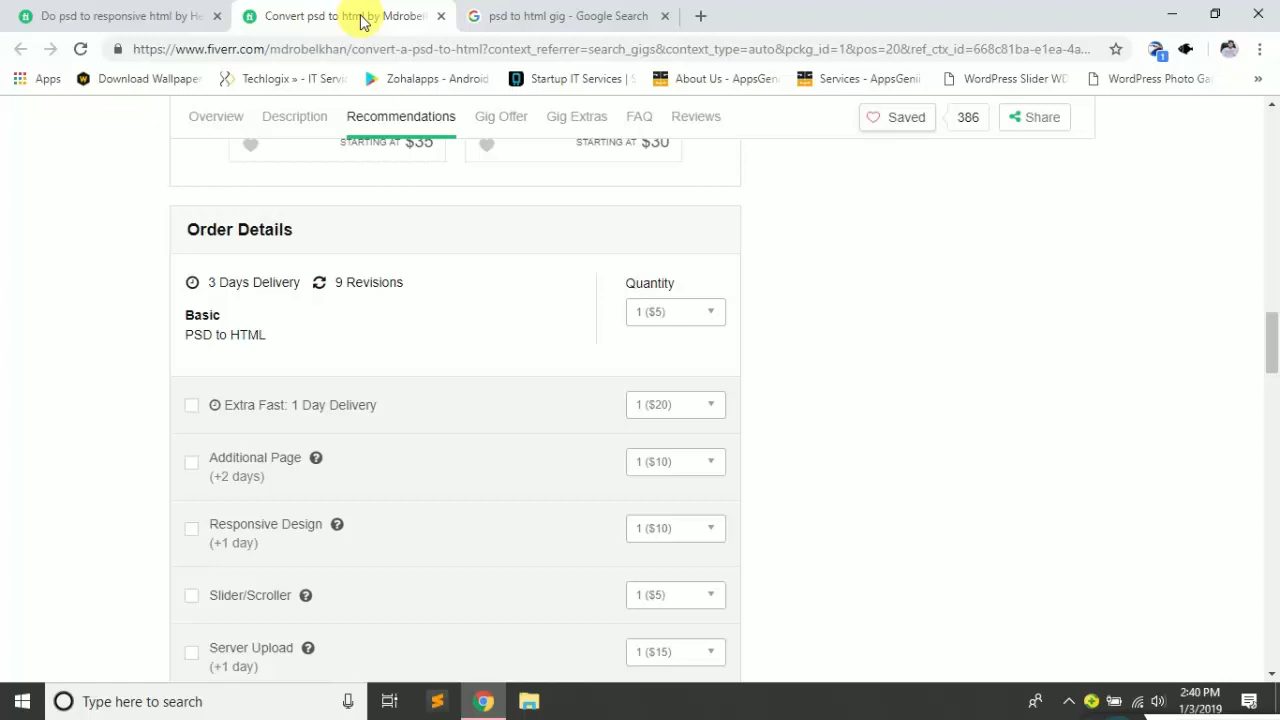 Do psd to responsive html by He
Convert psd to html by Mdrobel
psd to html gig - Google Search
https://www.fiverr.com/mdrobelkhan/convert-a-psd-to-html?context_referrer=search_gigs&context_type=auto&pckg_id=1&pos=20&ref_ctx_id=668c81ba-e1ea-4a...
Apps
Download Wallpaper
Techlogix » - IT Servi
Zohalapps - Android
Startup IT Services | S
About Us - AppsGeni
Services - AppsGenii
WordPress Slider WD
WordPress Photo Ga
»
Overview
Description
Recommendations
Gig Offer
Gig Extras
FAQ
Reviews
Saved
386
Share
STARTING AT $35
STARTING AT $30
Order Details
3 Days Delivery
9 Revisions
Quantity
Basic
1 ($5)
PSD to HTML
Extra Fast: 1 Day Delivery
1 ($20)
Additional Page
(+2 days)
1 ($10)
Responsive Design
(+1 day)
1 ($10)
Slider/Scroller
1 ($5)
Server Upload
(+1 day)
1 ($15)
Type here to search
2:40 PM
1/3/2019